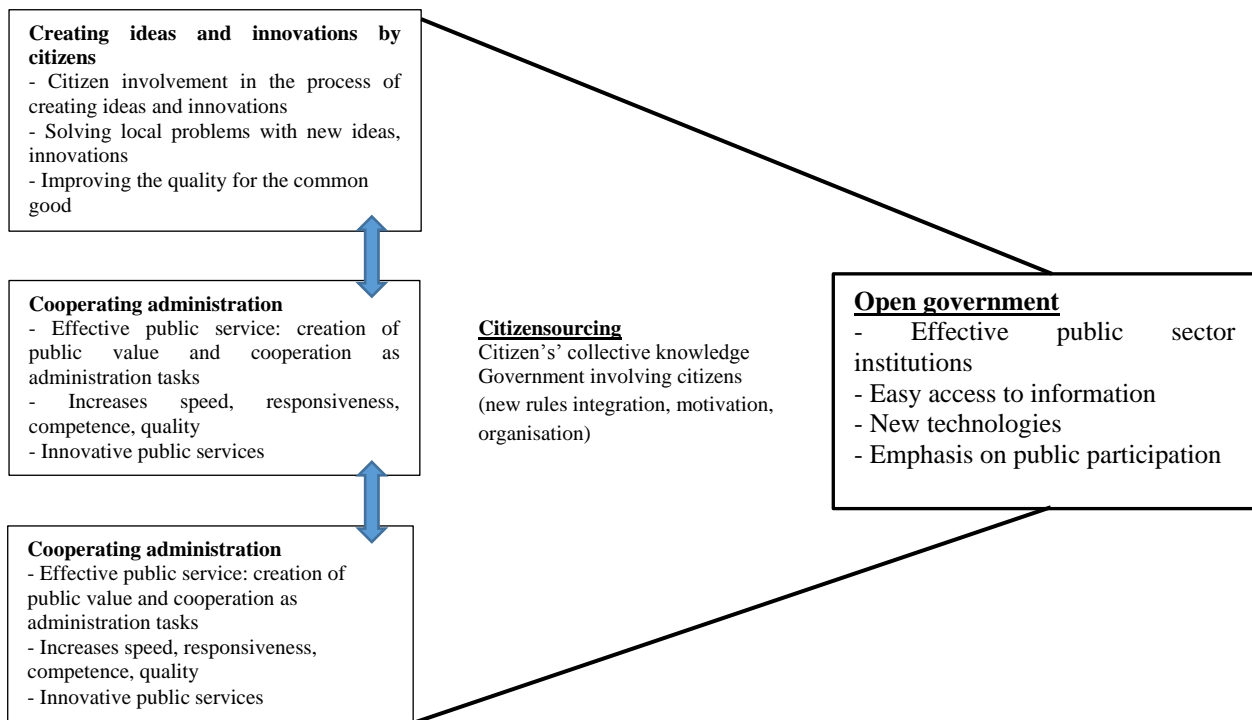 Creating ideas and innovations by
citizens
- Citizen involvement in the process of
creating ideas and innovations
- Solving local problems with new ideas,
innovations
- Improving the quality for the common
good
Cooperating administration
- Effective public service: creation of
public value and cooperation as
administration tasks
- Increases speed, responsiveness,
competence, quality
- Innovative public services
Cooperating administration
- Effective public service: creation of
public value and cooperation as
administration tasks
- Increases speed, responsiveness,
competence, quality
- Innovative public services
Citizensourcing
Citizen’s’ collective knowledge
Government involving citizens
(new rules integration, motivation,
organisation)
Open government
- Effective public sector
institutions
- Easy access to information
- New technologies
- Emphasis on public participation